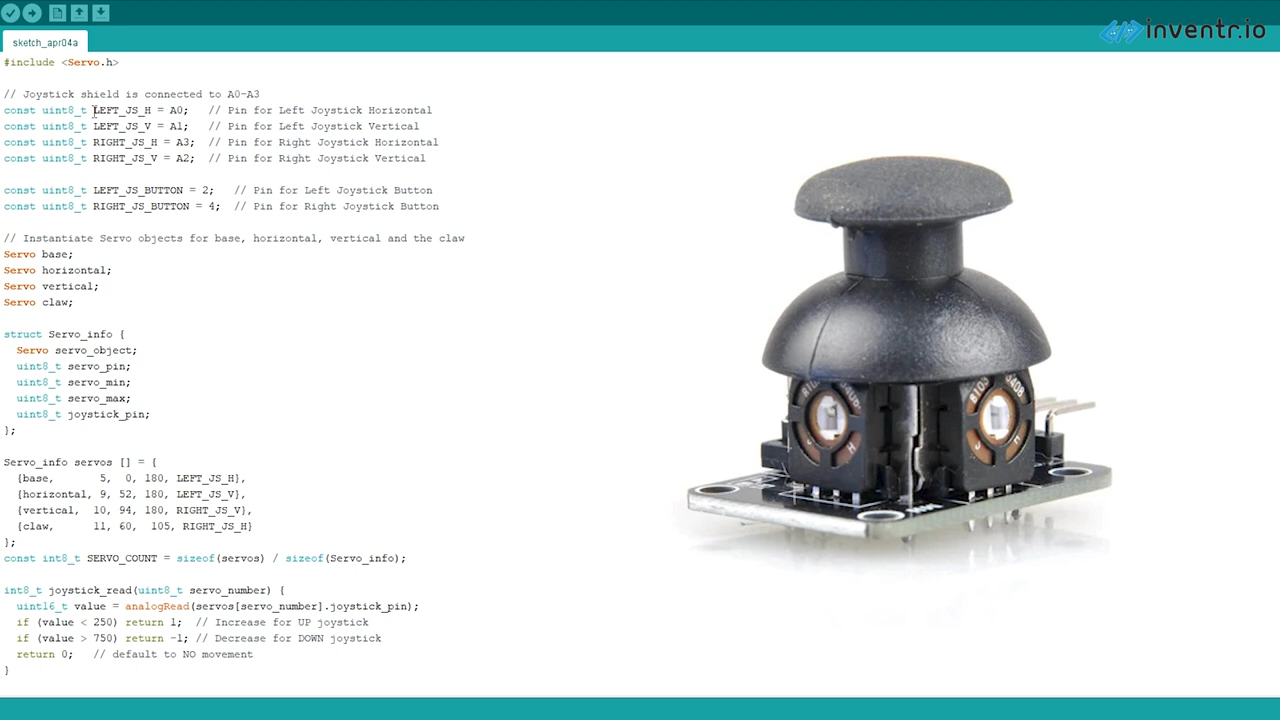 inventr.io
sketch_apr04a
#include <Servo.h>
// Joystick shield is connected to A0-A3
const uint8_t LEFT_JS_H = A0;   // Pin for Left Joystick Horizontal
const uint8_t LEFT_JS_V = A1;   // Pin for Left Joystick Vertical
const uint8_t RIGHT_JS_H = A3;  // Pin for Right Joystick Horizontal
const uint8_t RIGHT_JS_V = A2;  // Pin for Right Joystick Vertical
const uint8_t LEFT_JS_BUTTON = 2;   // Pin for Left Joystick Button
const uint8_t RIGHT_JS_BUTTON = 4;  // Pin for Right Joystick Button
// Instantiate Servo objects for base, horizontal, vertical and the claw
Servo base;
Servo horizontal;
Servo vertical;
Servo claw;
struct Servo_info {
  Servo servo_object;
  uint8_t servo_pin;
  uint8_t servo_min;
  uint8_t servo_max;
  uint8_t joystick_pin;
};
Servo_info servos [] = {
  {base,       5,  0, 180, LEFT_JS_H},
  {horizontal, 9, 52, 180, LEFT_JS_V},
  {vertical,  10, 94, 180, RIGHT_JS_V},
  {claw,      11, 60,  105, RIGHT_JS_H}
};
const int8_t SERVO_COUNT = sizeof(servos) / sizeof(Servo_info);
int8_t joystick_read(uint8_t servo_number) {
  uint16_t value = analogRead(servos[servo_number].joystick_pin);
  if (value < 250) return 1;  // Increase for UP joystick
  if (value > 750) return -1; // Decrease for DOWN joystick
  return 0;   // default to NO movement
}